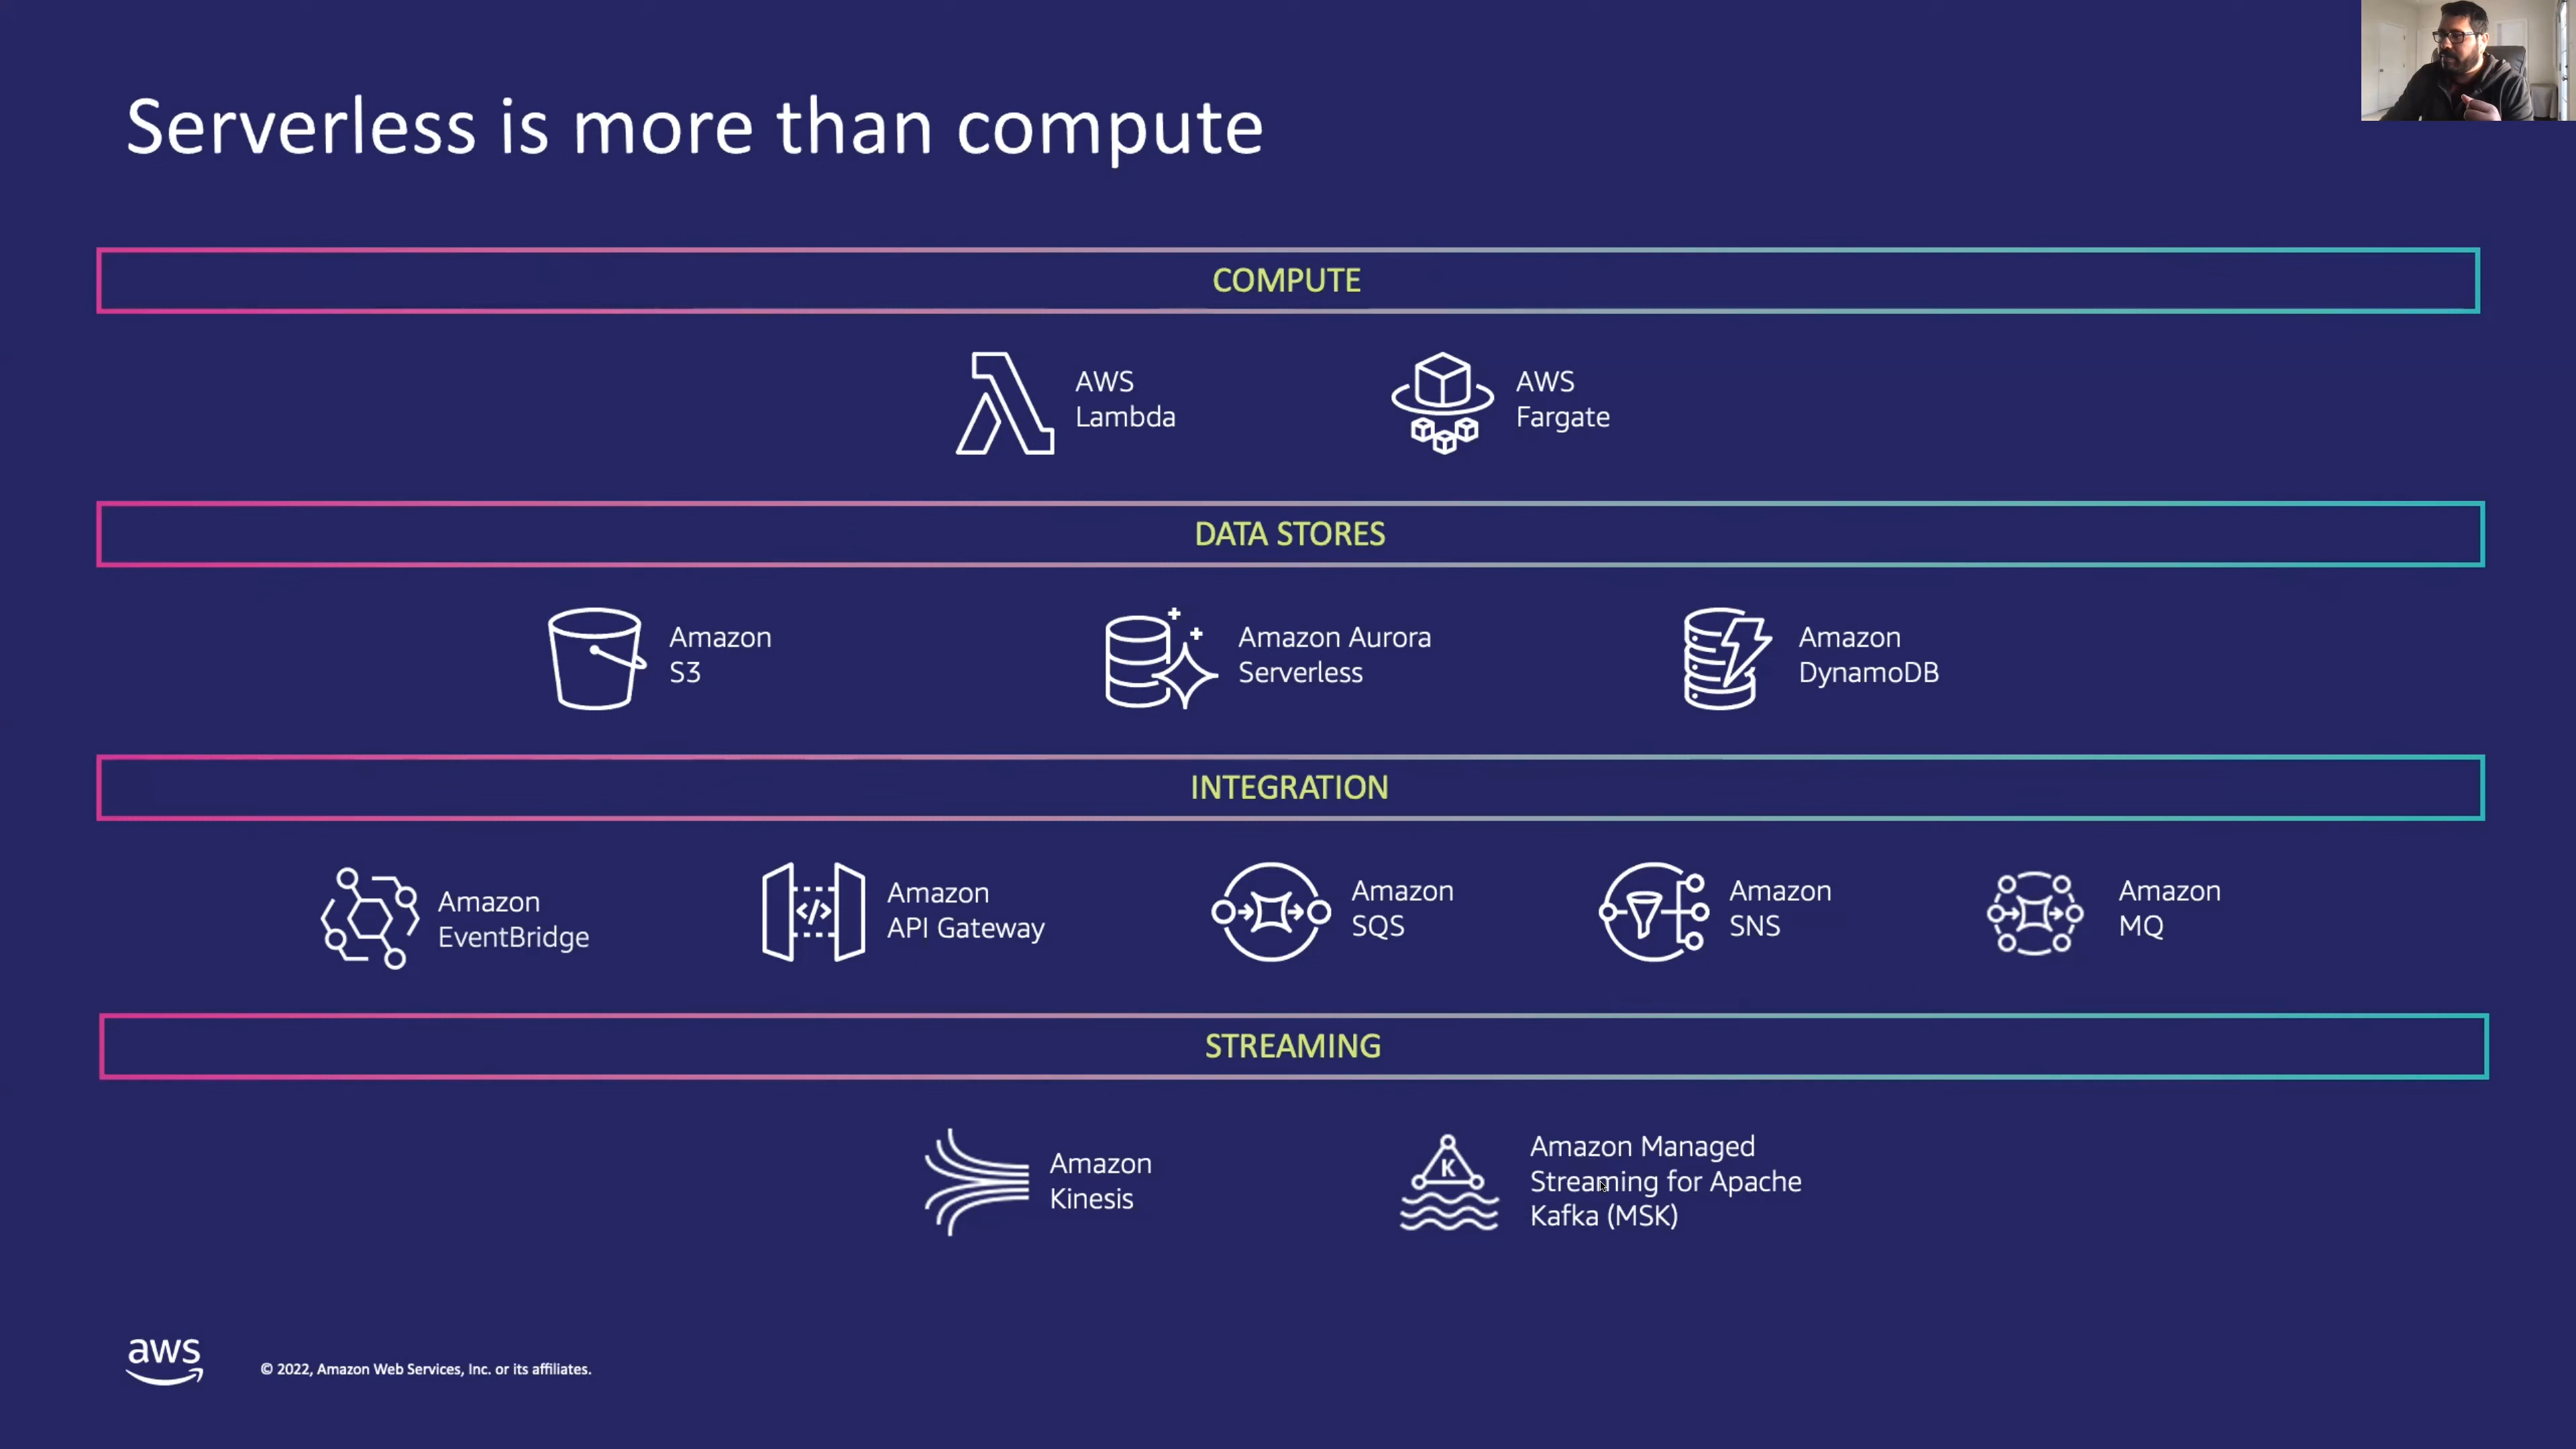 Serverless is more than compute
COMPUTE
AWS
Lambda
AWS
Fargate
DATA STORES
Amazon
S3
Amazon Aurora
Serverless
Amazon
DynamoDB
INTEGRATION
Amazon
EventBridge
</>
Amazon
API Gateway
Amazon
SQS
Amazon
SNS
Amazon
MQ
STREAMING
Amazon
Kinesis
K
Amazon Managed
Streaming for Apache
Kafka (MSK)
aws
© 2022, Amazon Web Services, Inc. or its affiliates.